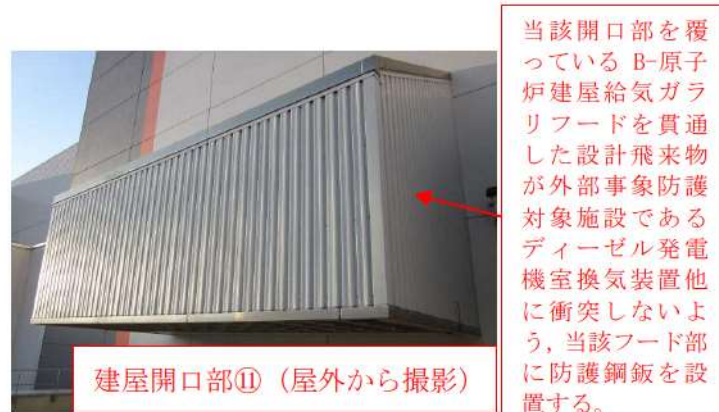 当該開口部を覆
っている B-原子
炉建屋給気ガラ
リフードを貫通
した設計飛来物
が外部事象防護
対象施設である
ディーゼル発電
機室換気装置他
に衝突しないよ
う, 当該フード部
に防護鋼鈑を設
置する。
建屋開口部⑪（屋外から撮影）